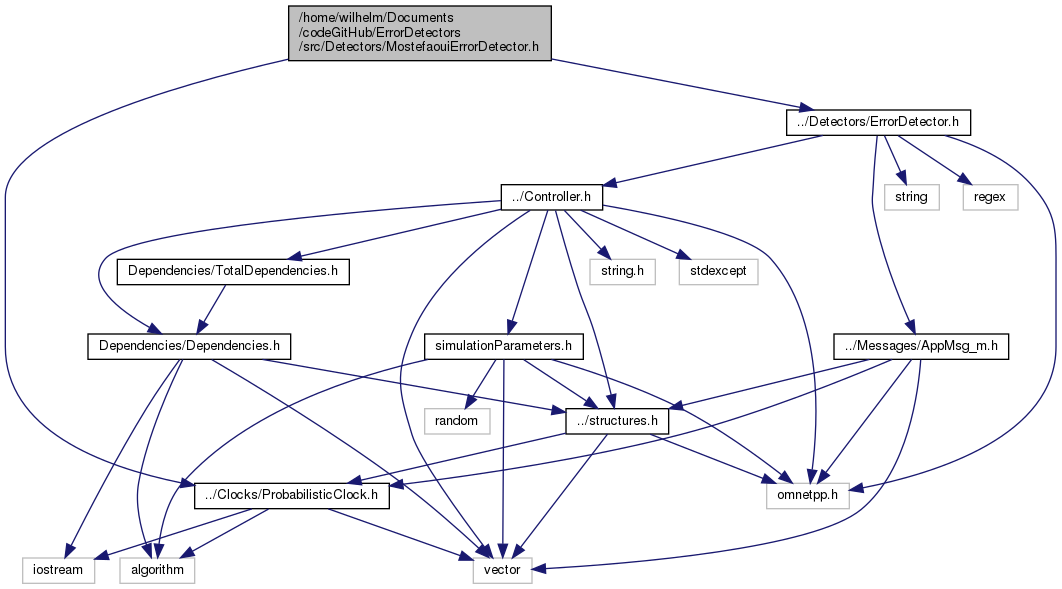 /home/wilhelm/Documents
/codeGitHub/ErrorDetectors
/src/Detectors/MostefaouiErrorDetector.h
../Detectors/ErrorDetector.h
../Controller.h
string
regex
Dependencies/TotalDependencies.h
string.h
stdexcept
Dependencies/Dependencies.h
simulationParameters.h
../Messages/AppMsg_m.h
random
../structures.h
../Clocks/ProbabilisticClock.h
omnetpp.h
iostream
algorithm
vector